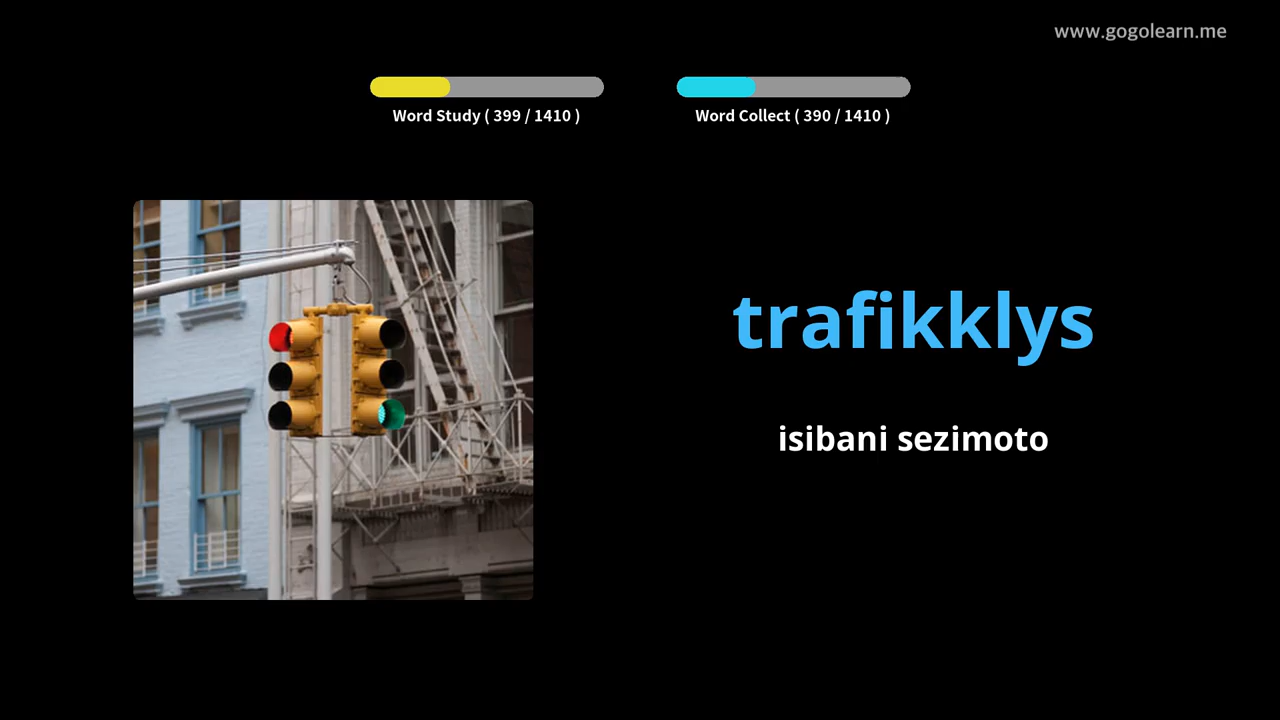 www.gogolearn.me
Word Study ( 399 / 1410 )
Word Collect ( 390 / 1410 )
trafikklys
isibani sezimoto